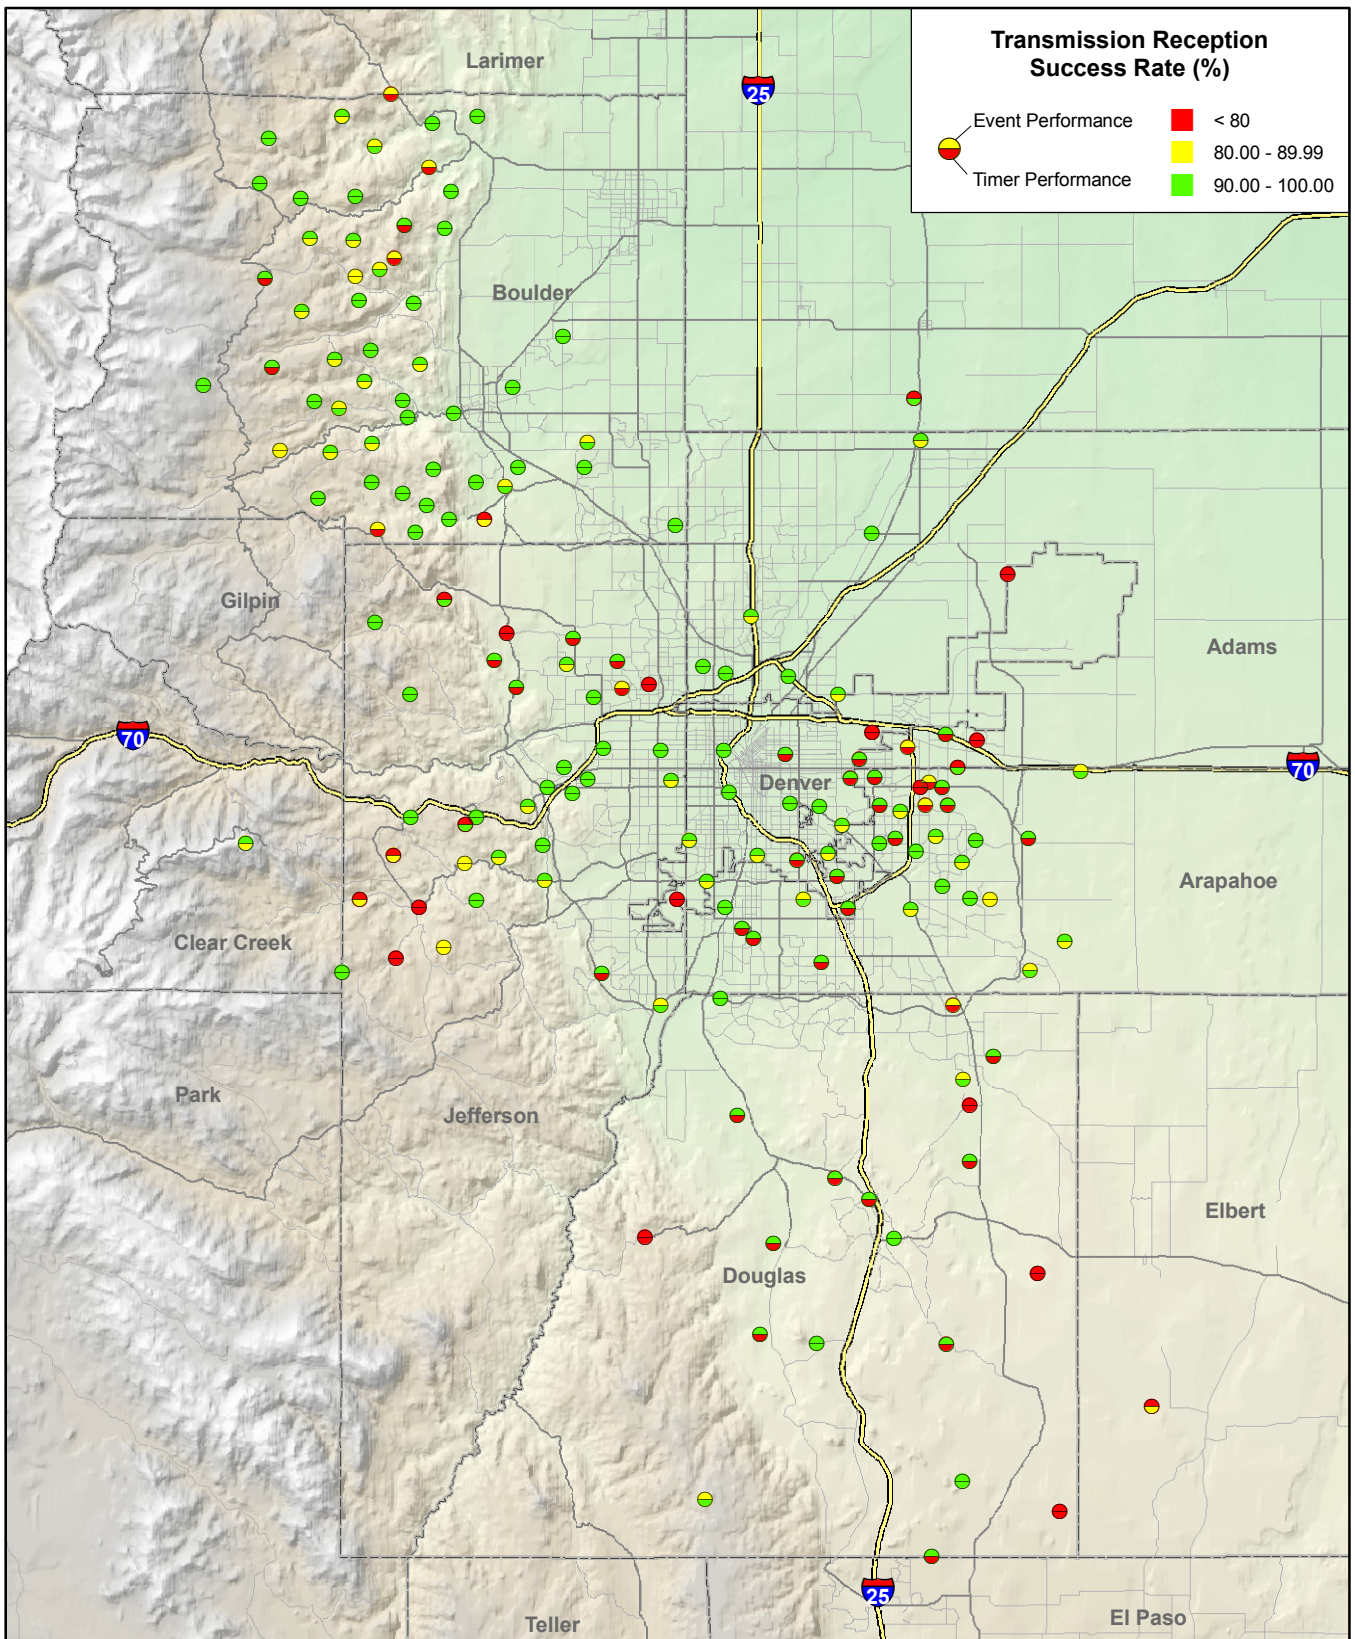 Transmission Reception
Success Rate (%)
Event Performance
Timer Performance
< 80
80.00 - 89.99
90.00 - 100.00
Larimer
25
Boulder
Gilpin
Adams
70
70
Denver
Arapahoe
Clear Creek
Park
Jefferson
Elbert
Douglas
25
Teller
El Paso